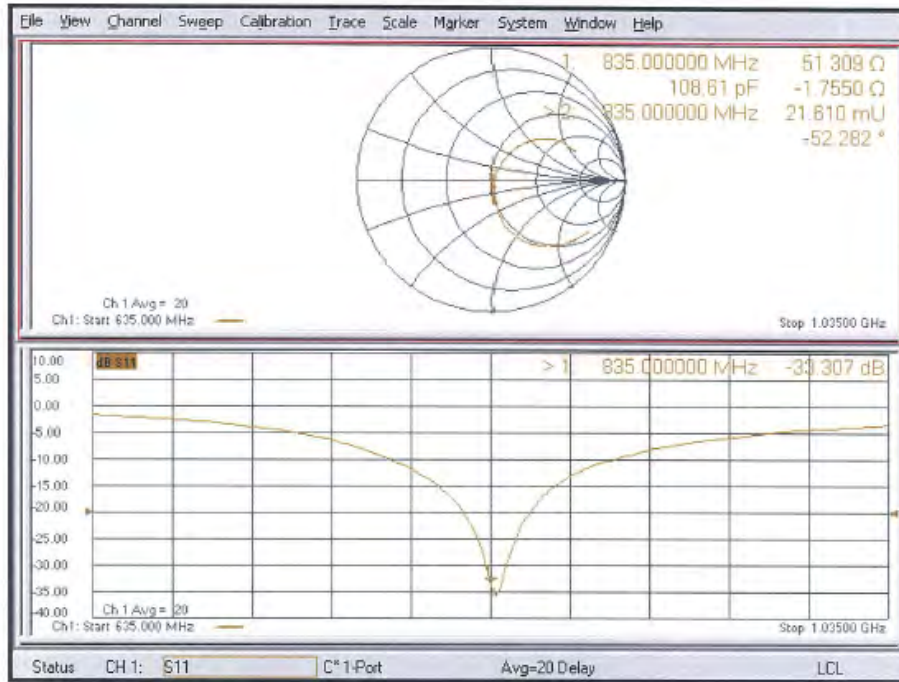 File View Channel Sweep Calibration Trace Scale Marker System Window Help
1: 835.000000 MHz 51.309 Ω
108.61 pF -1.7550 Ω
> 2: 835.000000 MHz 21.610 mU
-52.282 °
Ch 1 Avg = 20
Ch1: Start 635.000 MHz
Stop 1.03500 GHz
10.00
dB S11
> 1: 835.000000 MHz -33.307 dB
5.00
0.00
-5.00
-10.00
-15.00
-20.00
-25.00
-30.00
-35.00
-40.00
Ch 1 Avg = 20
Ch1: Start 635.000 MHz
Stop 1.03500 GHz
Status CH 1: S11 C* 1-Port Avg=20 Delay LCL